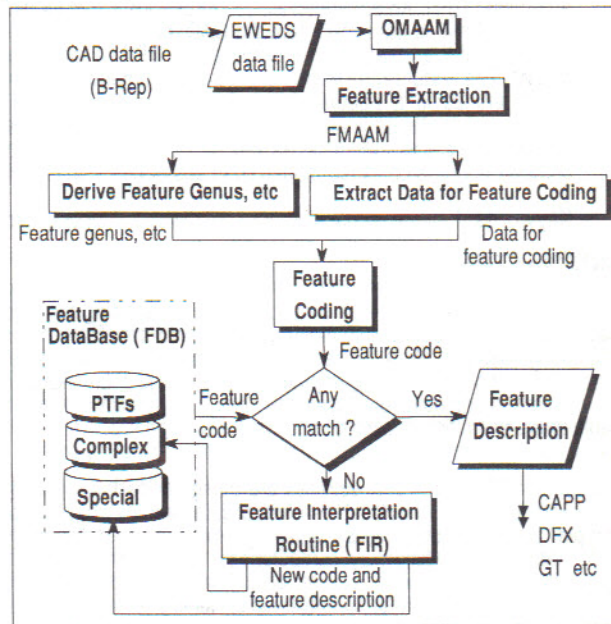 CAD data file
(B-Rep)
EWEDS
data file
OMAAM
Feature Extraction
FMAAM
Derive Feature Genus, etc
Extract Data for Feature Coding
Feature genus, etc
Data for
feature coding
Feature
Coding
Feature code
Feature
DataBase ( FDB)
PTFs
Complex
Special
Feature
code
Any
match ?
Yes
Feature
Description
No
CAPP
DFX
GT etc
Feature Interpretation
Routine ( FIR)
New code and
feature description